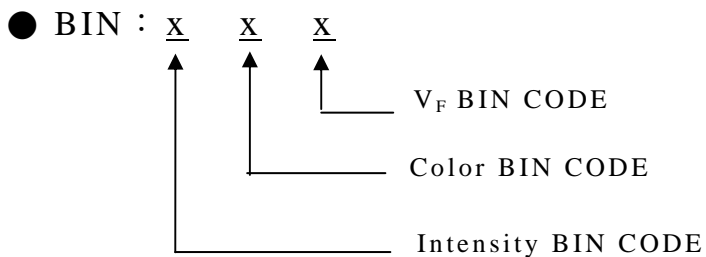 ● BIN：x x x
V_F BIN CODE
Color BIN CODE
Intensity BIN CODE